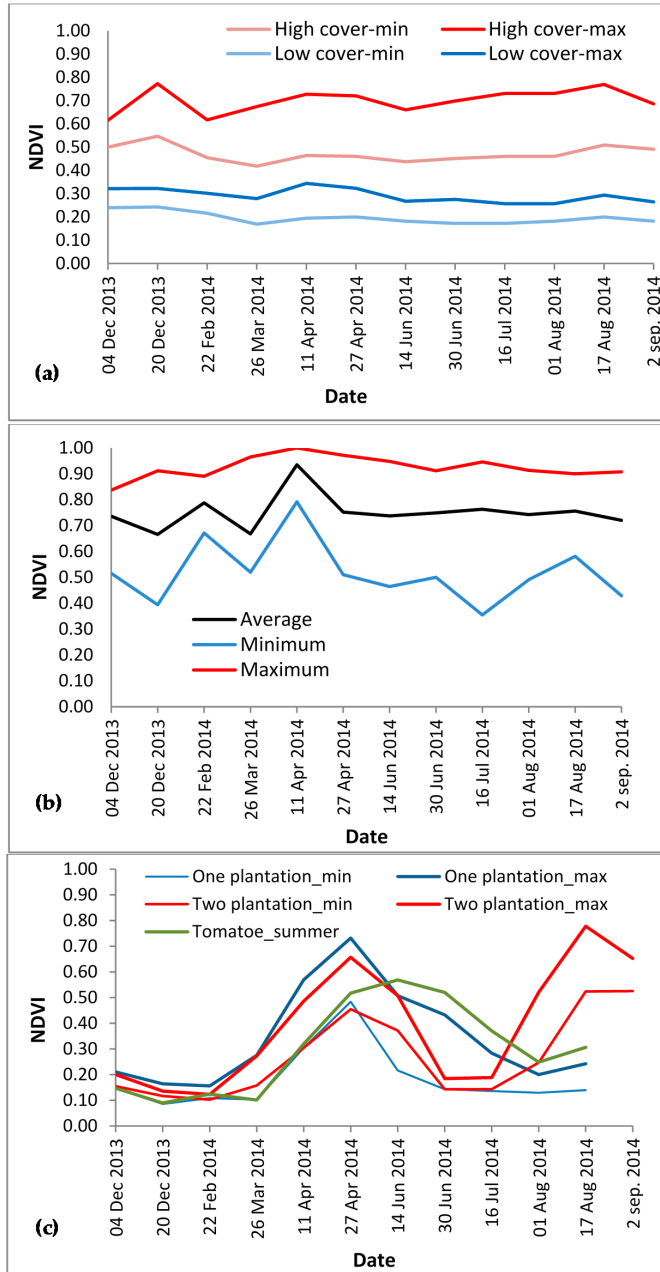 High cover-min High cover-max
Low cover-min Low cover-max
1.00
0.90
0.80
0.70
0.60
0.50
0.40
0.30
0.20
0.10
0.00
NDVI
04 Dec 2013
20 Dec 2013
22 Feb 2014
26 Mar 2014
11 Apr 2014
27 Apr 2014
14 Jun 2014
30 Jun 2014
16 Jul 2014
01 Aug 2014
17 Aug 2014
2 sep. 2014
(a)
Date
1.00
0.90
0.80
0.70
0.60
0.50
0.40
0.30
0.20
0.10
0.00
NDVI
Average
Minimum
Maximum
04 Dec 2013
20 Dec 2013
22 Feb 2014
26 Mar 2014
11 Apr 2014
27 Apr 2014
14 Jun 2014
30 Jun 2014
16 Jul 2014
01 Aug 2014
17 Aug 2014
2 sep. 2014
(b)
Date
One plantation_min One plantation_max
Two plantation_min Two plantation_max
Tomatoe_summer
1.00
0.90
0.80
0.70
0.60
0.50
0.40
0.30
0.20
0.10
0.00
NDVI
04 Dec 2013
20 Dec 2013
22 Feb 2014
26 Mar 2014
11 Apr 2014
27 Apr 2014
14 Jun 2014
30 Jun 2014
16 Jul 2014
01 Aug 2014
17 Aug 2014
2 sep. 2014
(c)
Date